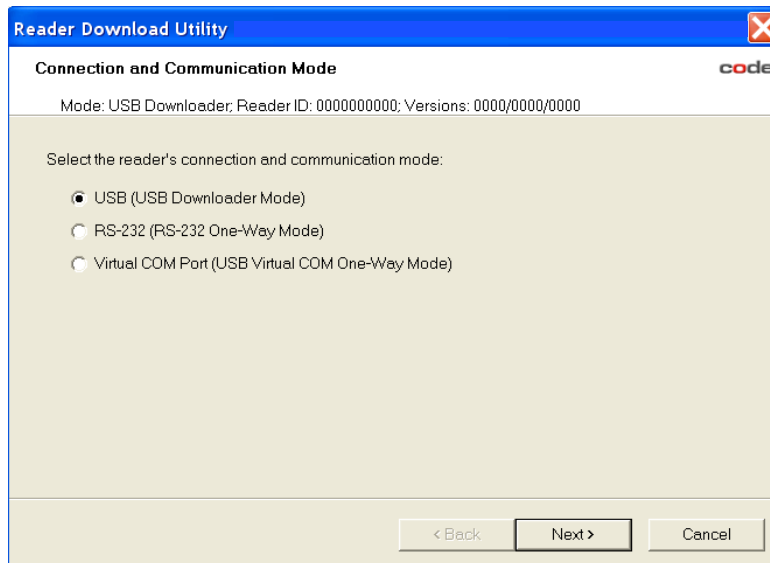 Reader Download Utility
Connection and Communication Mode
code
Mode: USB Downloader; Reader ID: 0000000000; Versions: 0000/0000/0000
Select the reader's connection and communication mode:
USB (USB Downloader Mode)
RS-232 (RS-232 One-Way Mode)
Virtual COM Port (USB Virtual COM One-Way Mode)
< Back
Next >
Cancel